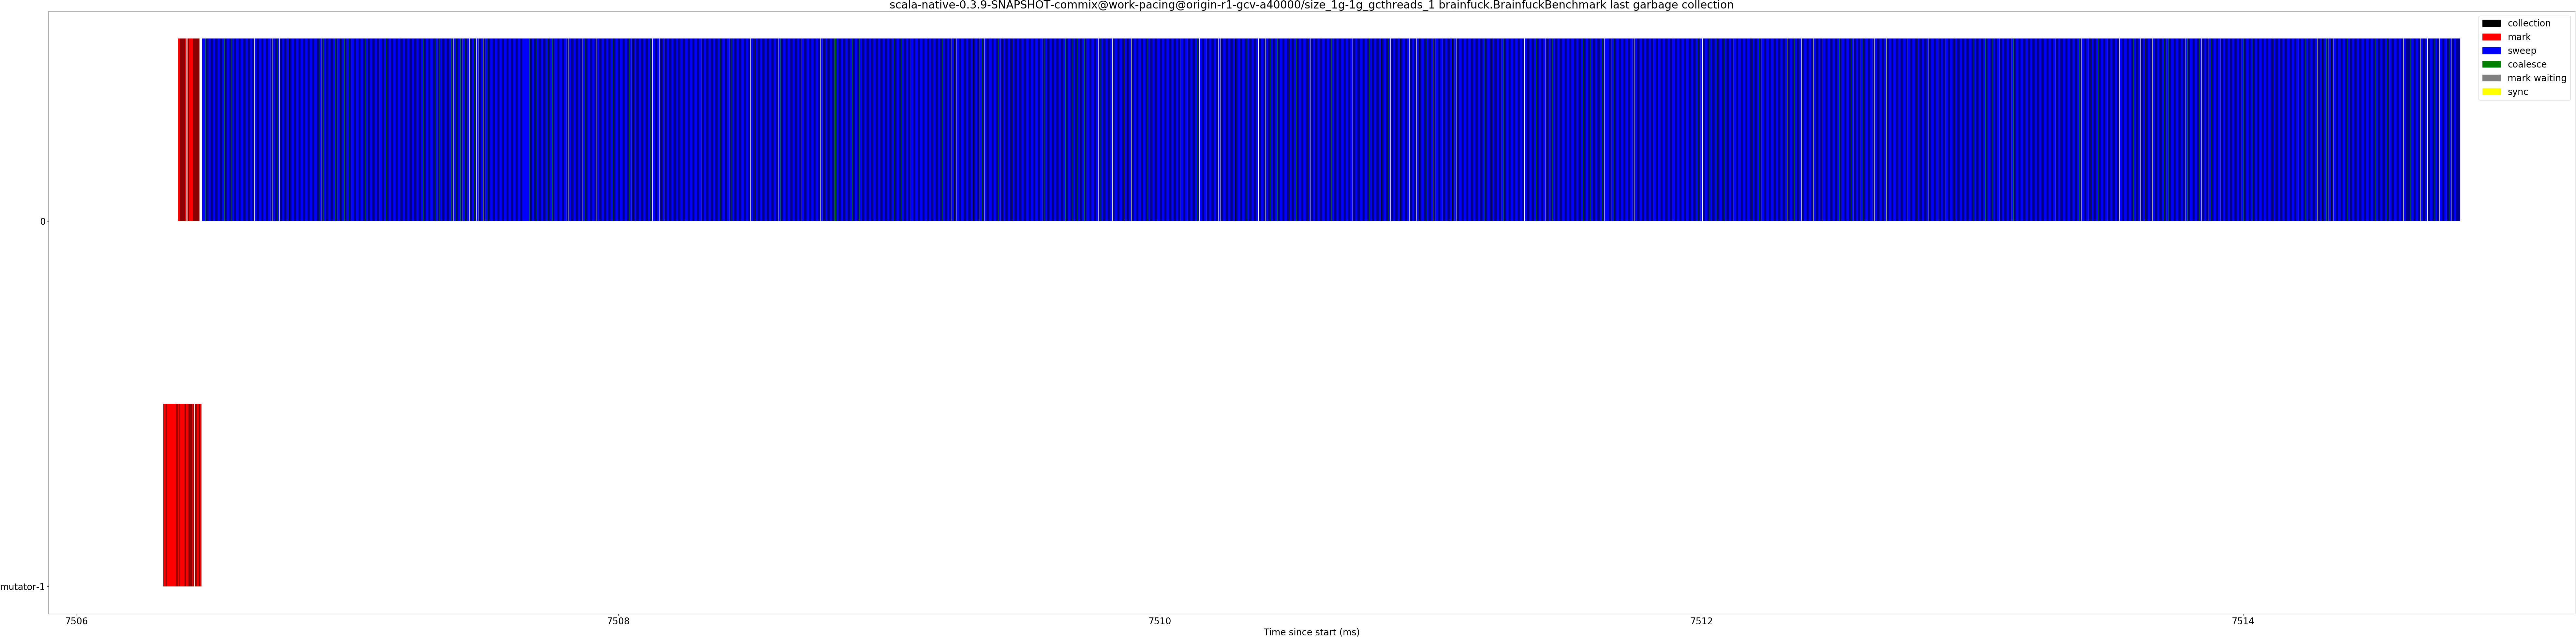 scala-native-0.3.9-SNAPSHOT-commix@work-pacing@origin-r1-gcv-a40000/size_1g-1g_gcthreads_1 brainfuck.BrainfuckBenchmark last garbage collection
collection
mark
sweep
coalesce
mark waiting
sync
0
mutator-1
7506
7508
7510
7512
7514
Time since start (ms)